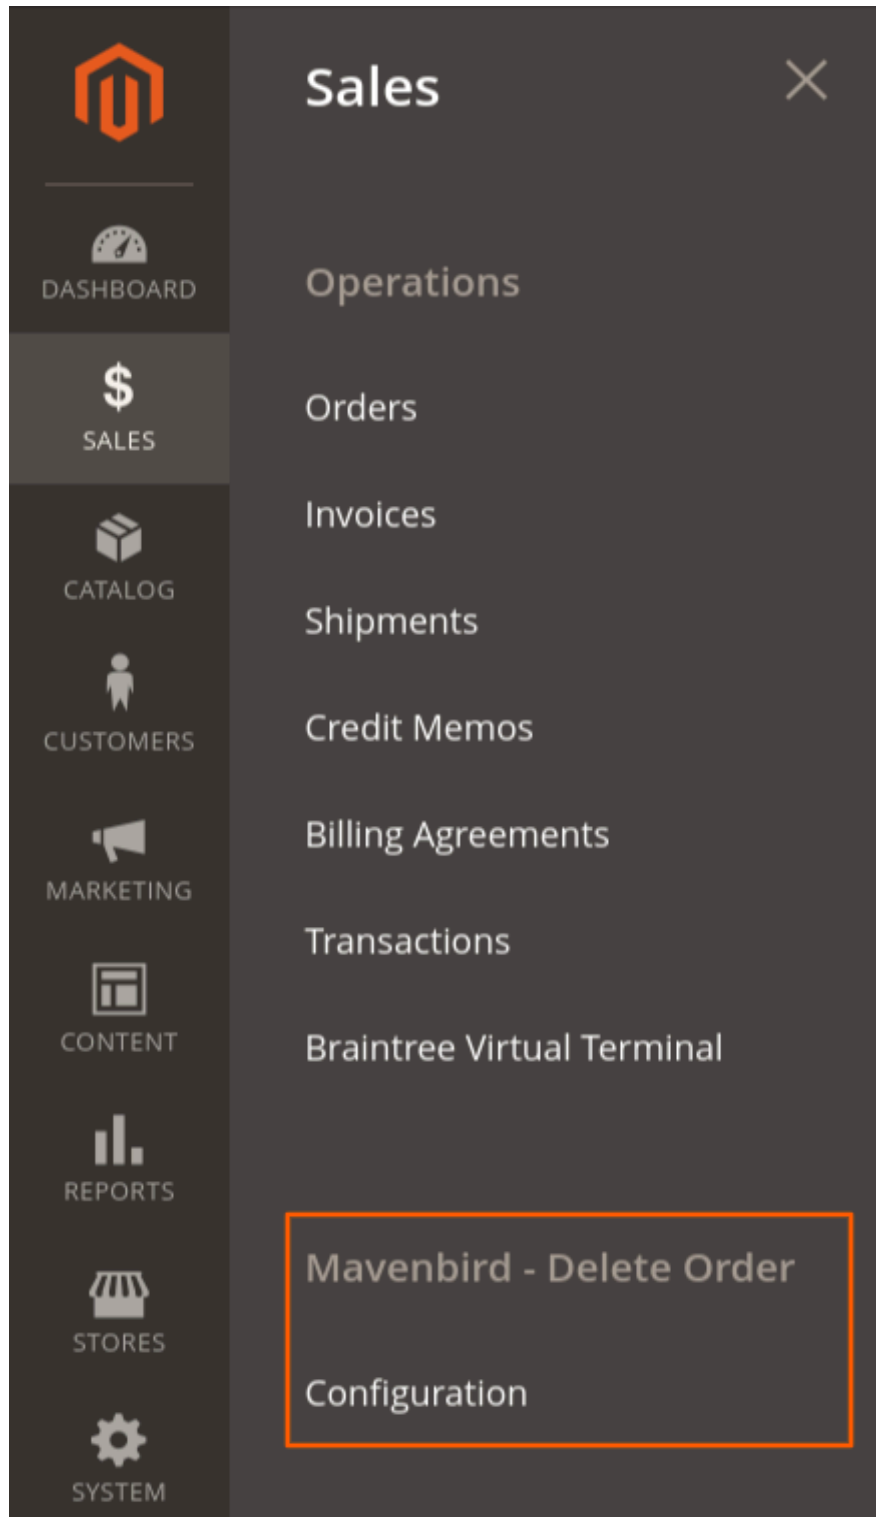 Sales
DASHBOARD
SALES
CATALOG
CUSTOMERS
MARKETING
CONTENT
REPORTS
STORES
SYSTEM
Operations
Orders
Invoices
Shipments
Credit Memos
Billing Agreements
Transactions
Braintree Virtual Terminal
Mavenbird - Delete Order
Configuration